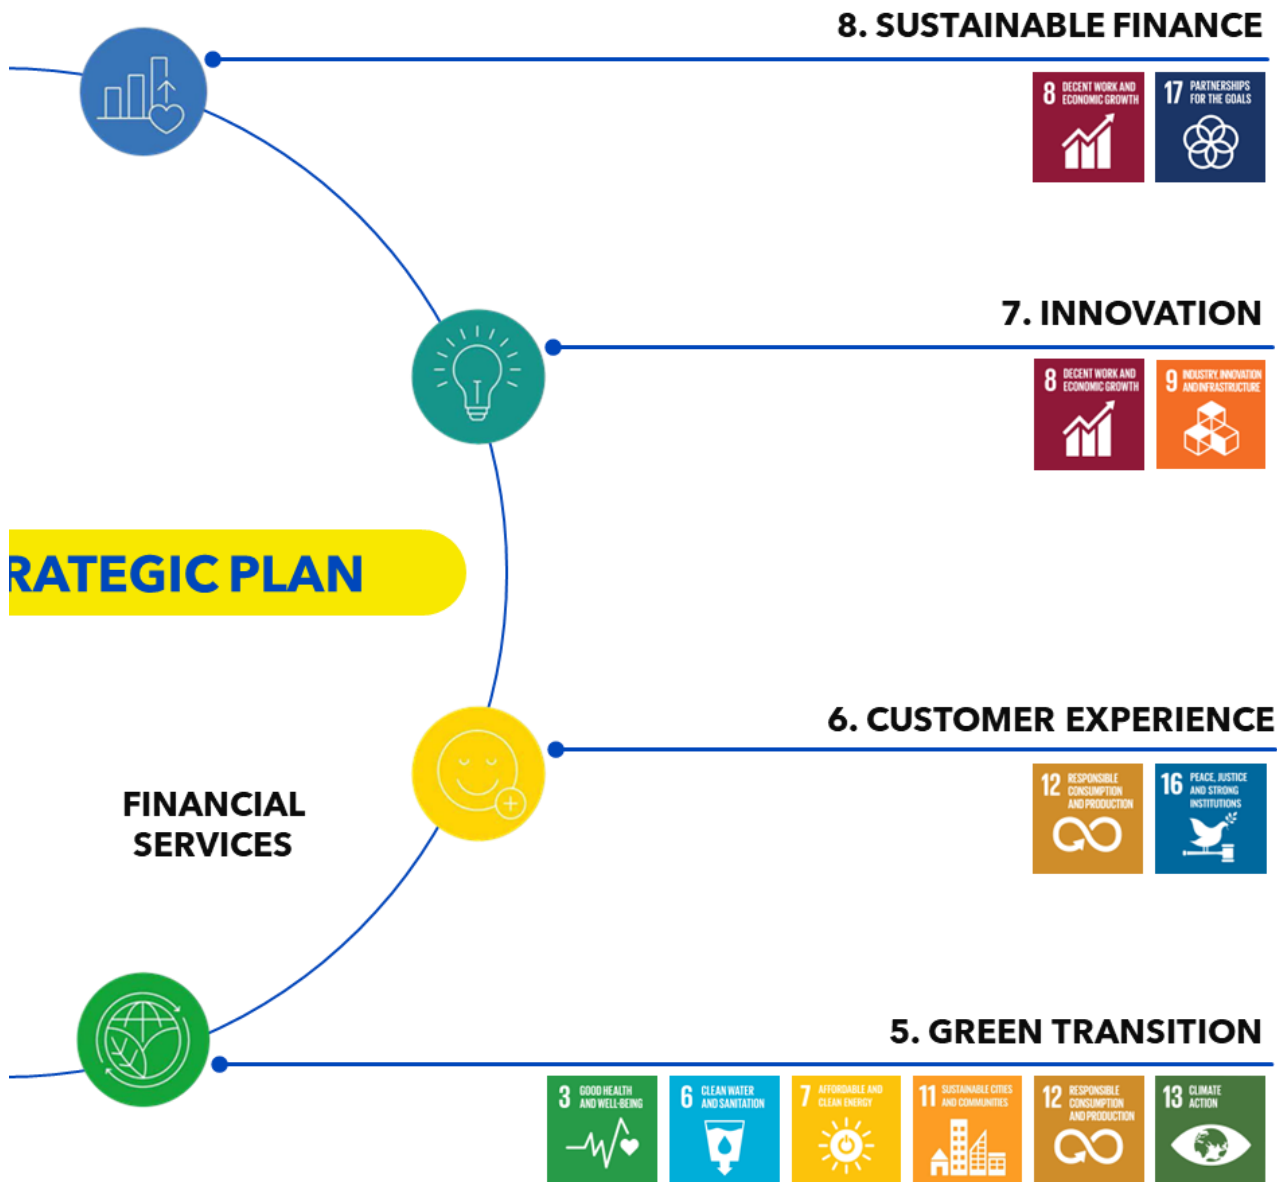 8. SUSTAINABLE FINANCE
8 DECENT WORK AND
ECONOMIC GROWTH
17 PARTNERSHIPS
FOR THE GOALS
7. INNOVATION
8 DECENT WORK AND
ECONOMIC GROWTH
9 INDUSTRY, INNOVATION
AND INFRASTRUCTURE
RATEGIC PLAN
6. CUSTOMER EXPERIENCE
12 RESPONSIBLE
CONSUMPTION
AND PRODUCTION
16 PEACE, JUSTICE
AND STRONG
INSTITUTIONS
FINANCIAL
SERVICES
5. GREEN TRANSITION
3 GOOD HEALTH
AND WELL-BEING
6 CLEAN WATER
AND SANITATION
7 AFFORDABLE AND
CLEAN ENERGY
11 SUSTAINABLE CITIES
AND COMMUNITIES
12 RESPONSIBLE
CONSUMPTION
AND PRODUCTION
13 CLIMATE
ACTION